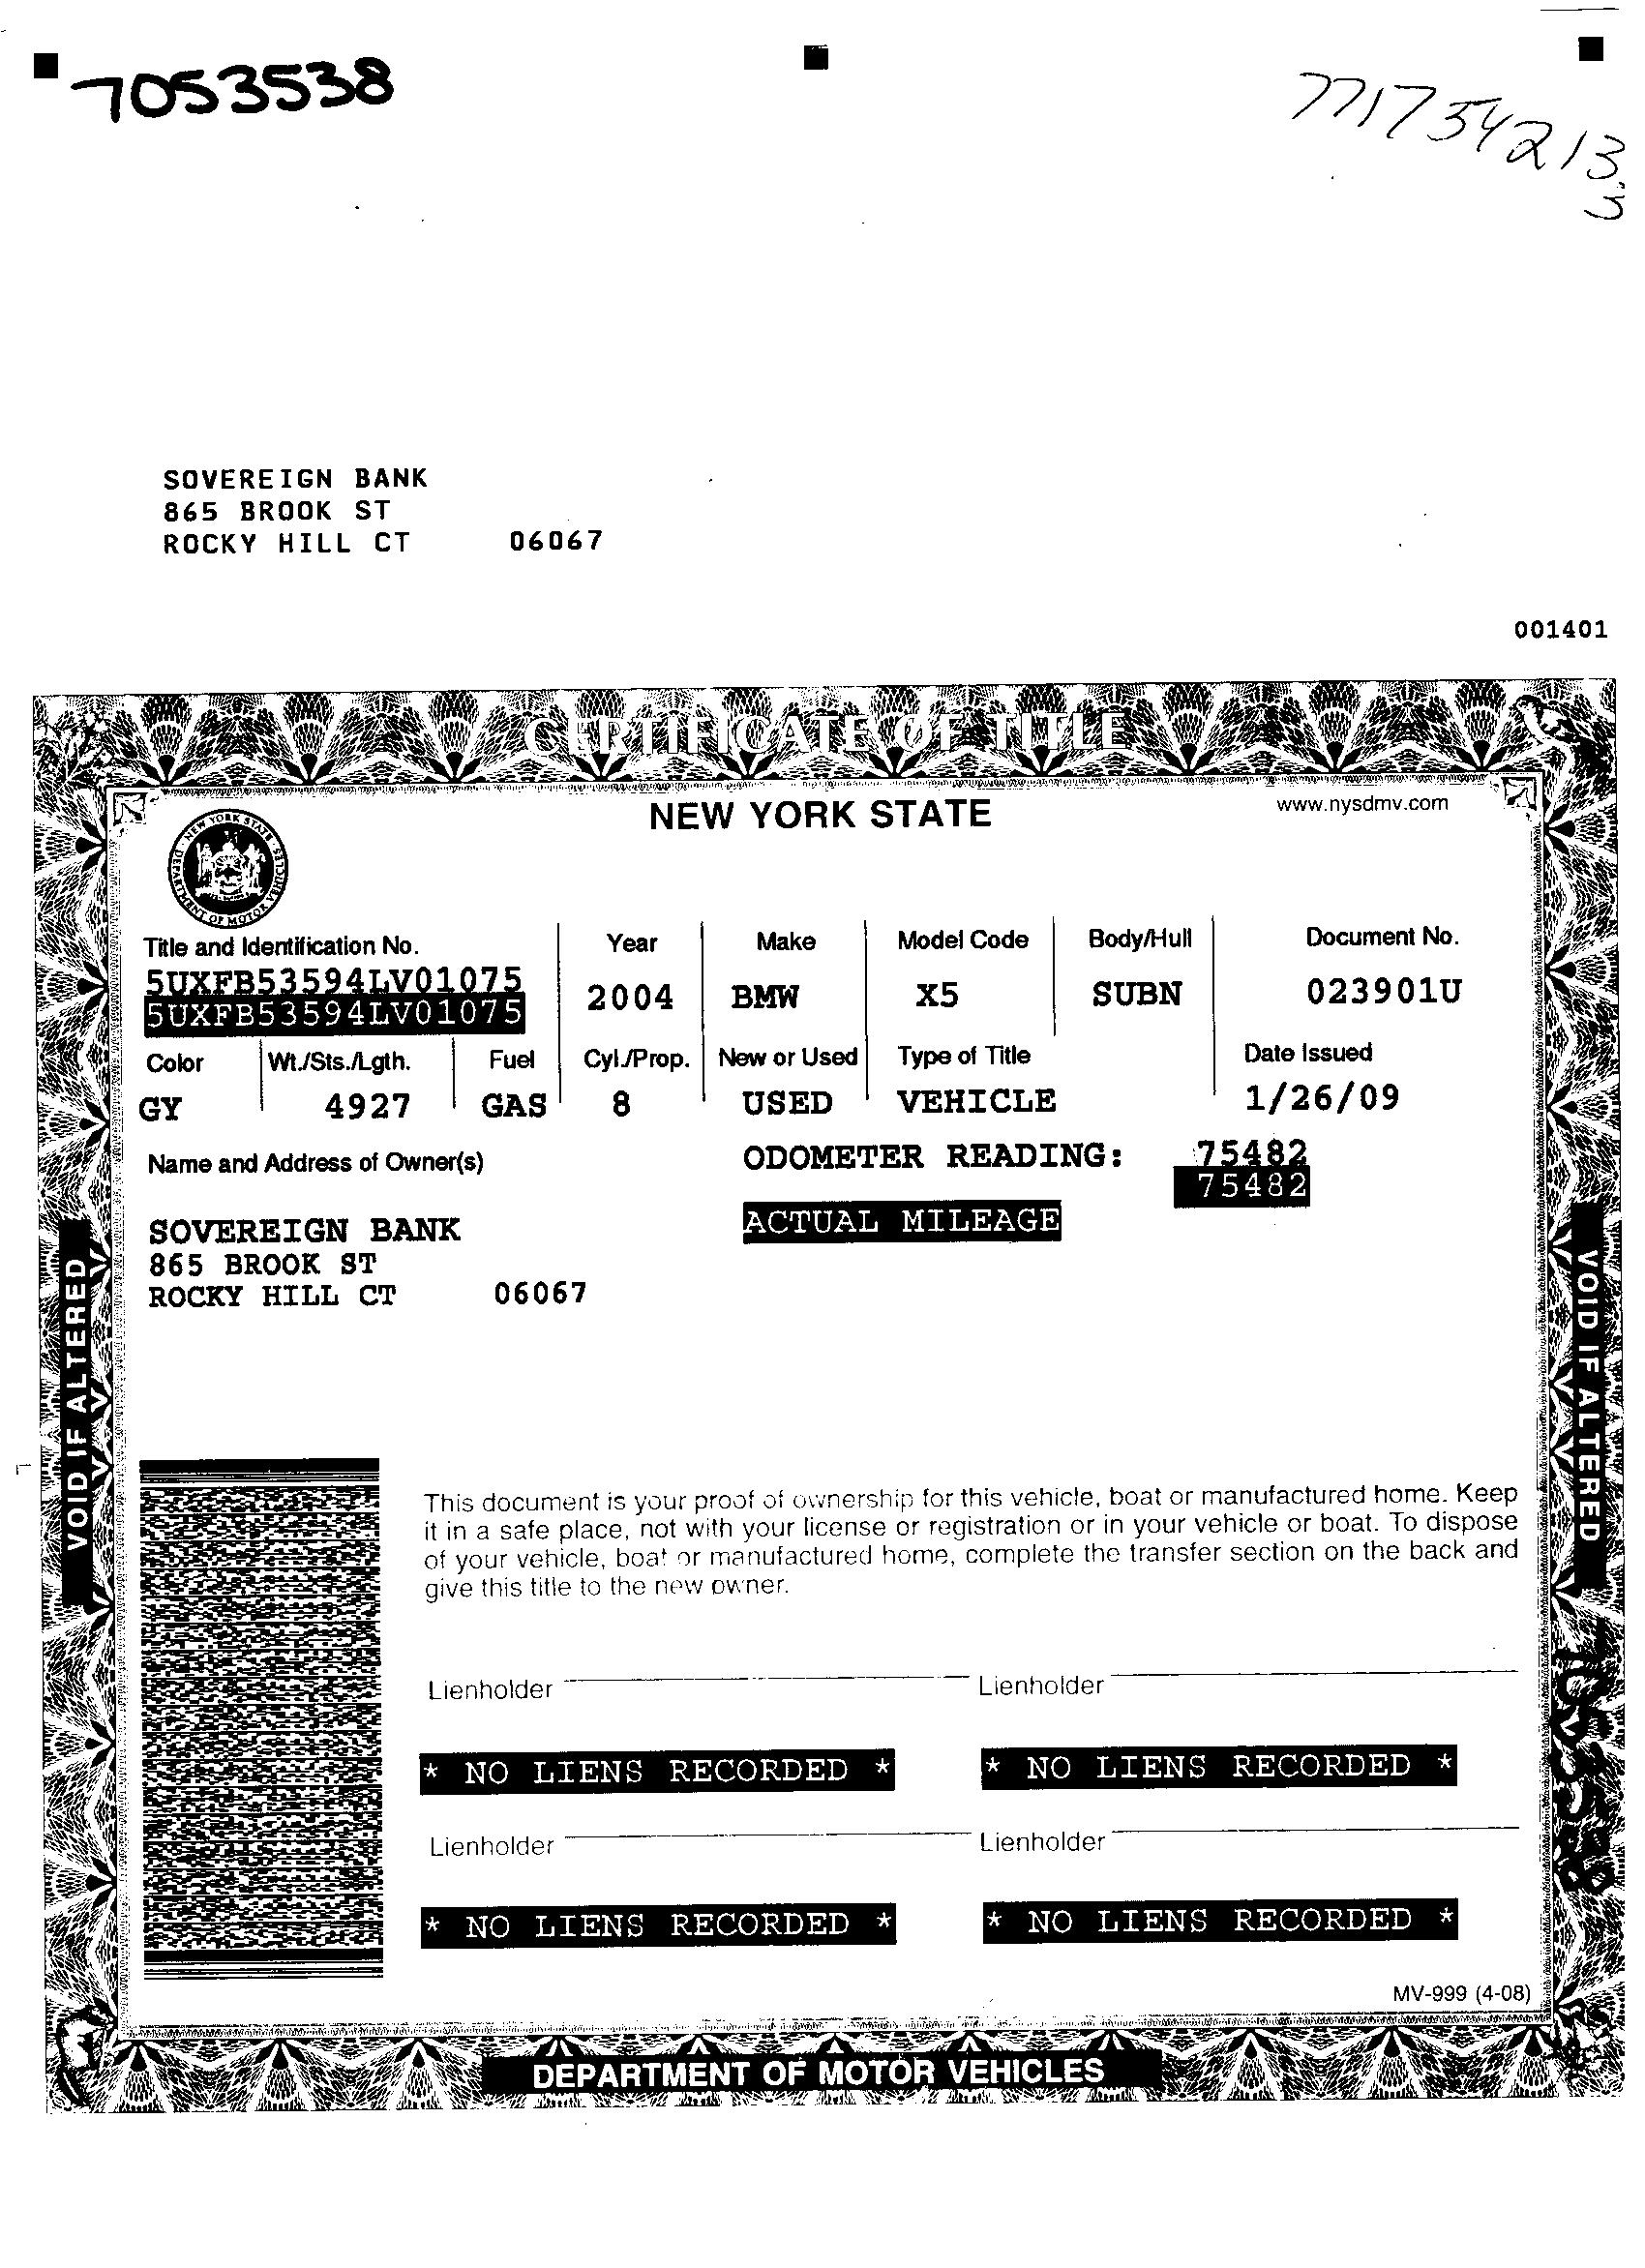 7053538
771734213
001401
SOVEREIGN BANK
865 BROOK ST
ROCKY HILL CT 06067
CERTIFICATE OF TITLE
NEW YORK STATE
www.nysdmv.com
NEW YORK STATE DEPARTMENT OF MOTOR VEHICLES
Title and Identification No. Year Make Model Code Body/Hull Document No.
5UXFB53594LV01075 2004 BMW X5 SUBN 023901U
5UXFB53594LV01075
Color Wt./Sts./Lgth. Fuel Cyl./Prop. New or Used Type of Title Date Issued
GY 4927 GAS 8 USED VEHICLE 1/26/09
Name and Address of Owner(s) ODOMETER READING: 75482
75482
ACTUAL MILEAGE
SOVEREIGN BANK
865 BROOK ST
ROCKY HILL CT 06067
VOID IF ALTERED
VOID IF ALTERED
This document is your proof of ownership for this vehicle, boat or manufactured home. Keep
it in a safe place, not with your license or registration or in your vehicle or boat. To dispose
of your vehicle, boat or manufactured home, complete the transfer section on the back and
give this title to the new owner.
Lienholder Lienholder
* NO LIENS RECORDED * * NO LIENS RECORDED *
Lienholder Lienholder
* NO LIENS RECORDED * * NO LIENS RECORDED *
7053538
MV-999 (4-08)
DEPARTMENT OF MOTOR VEHICLES